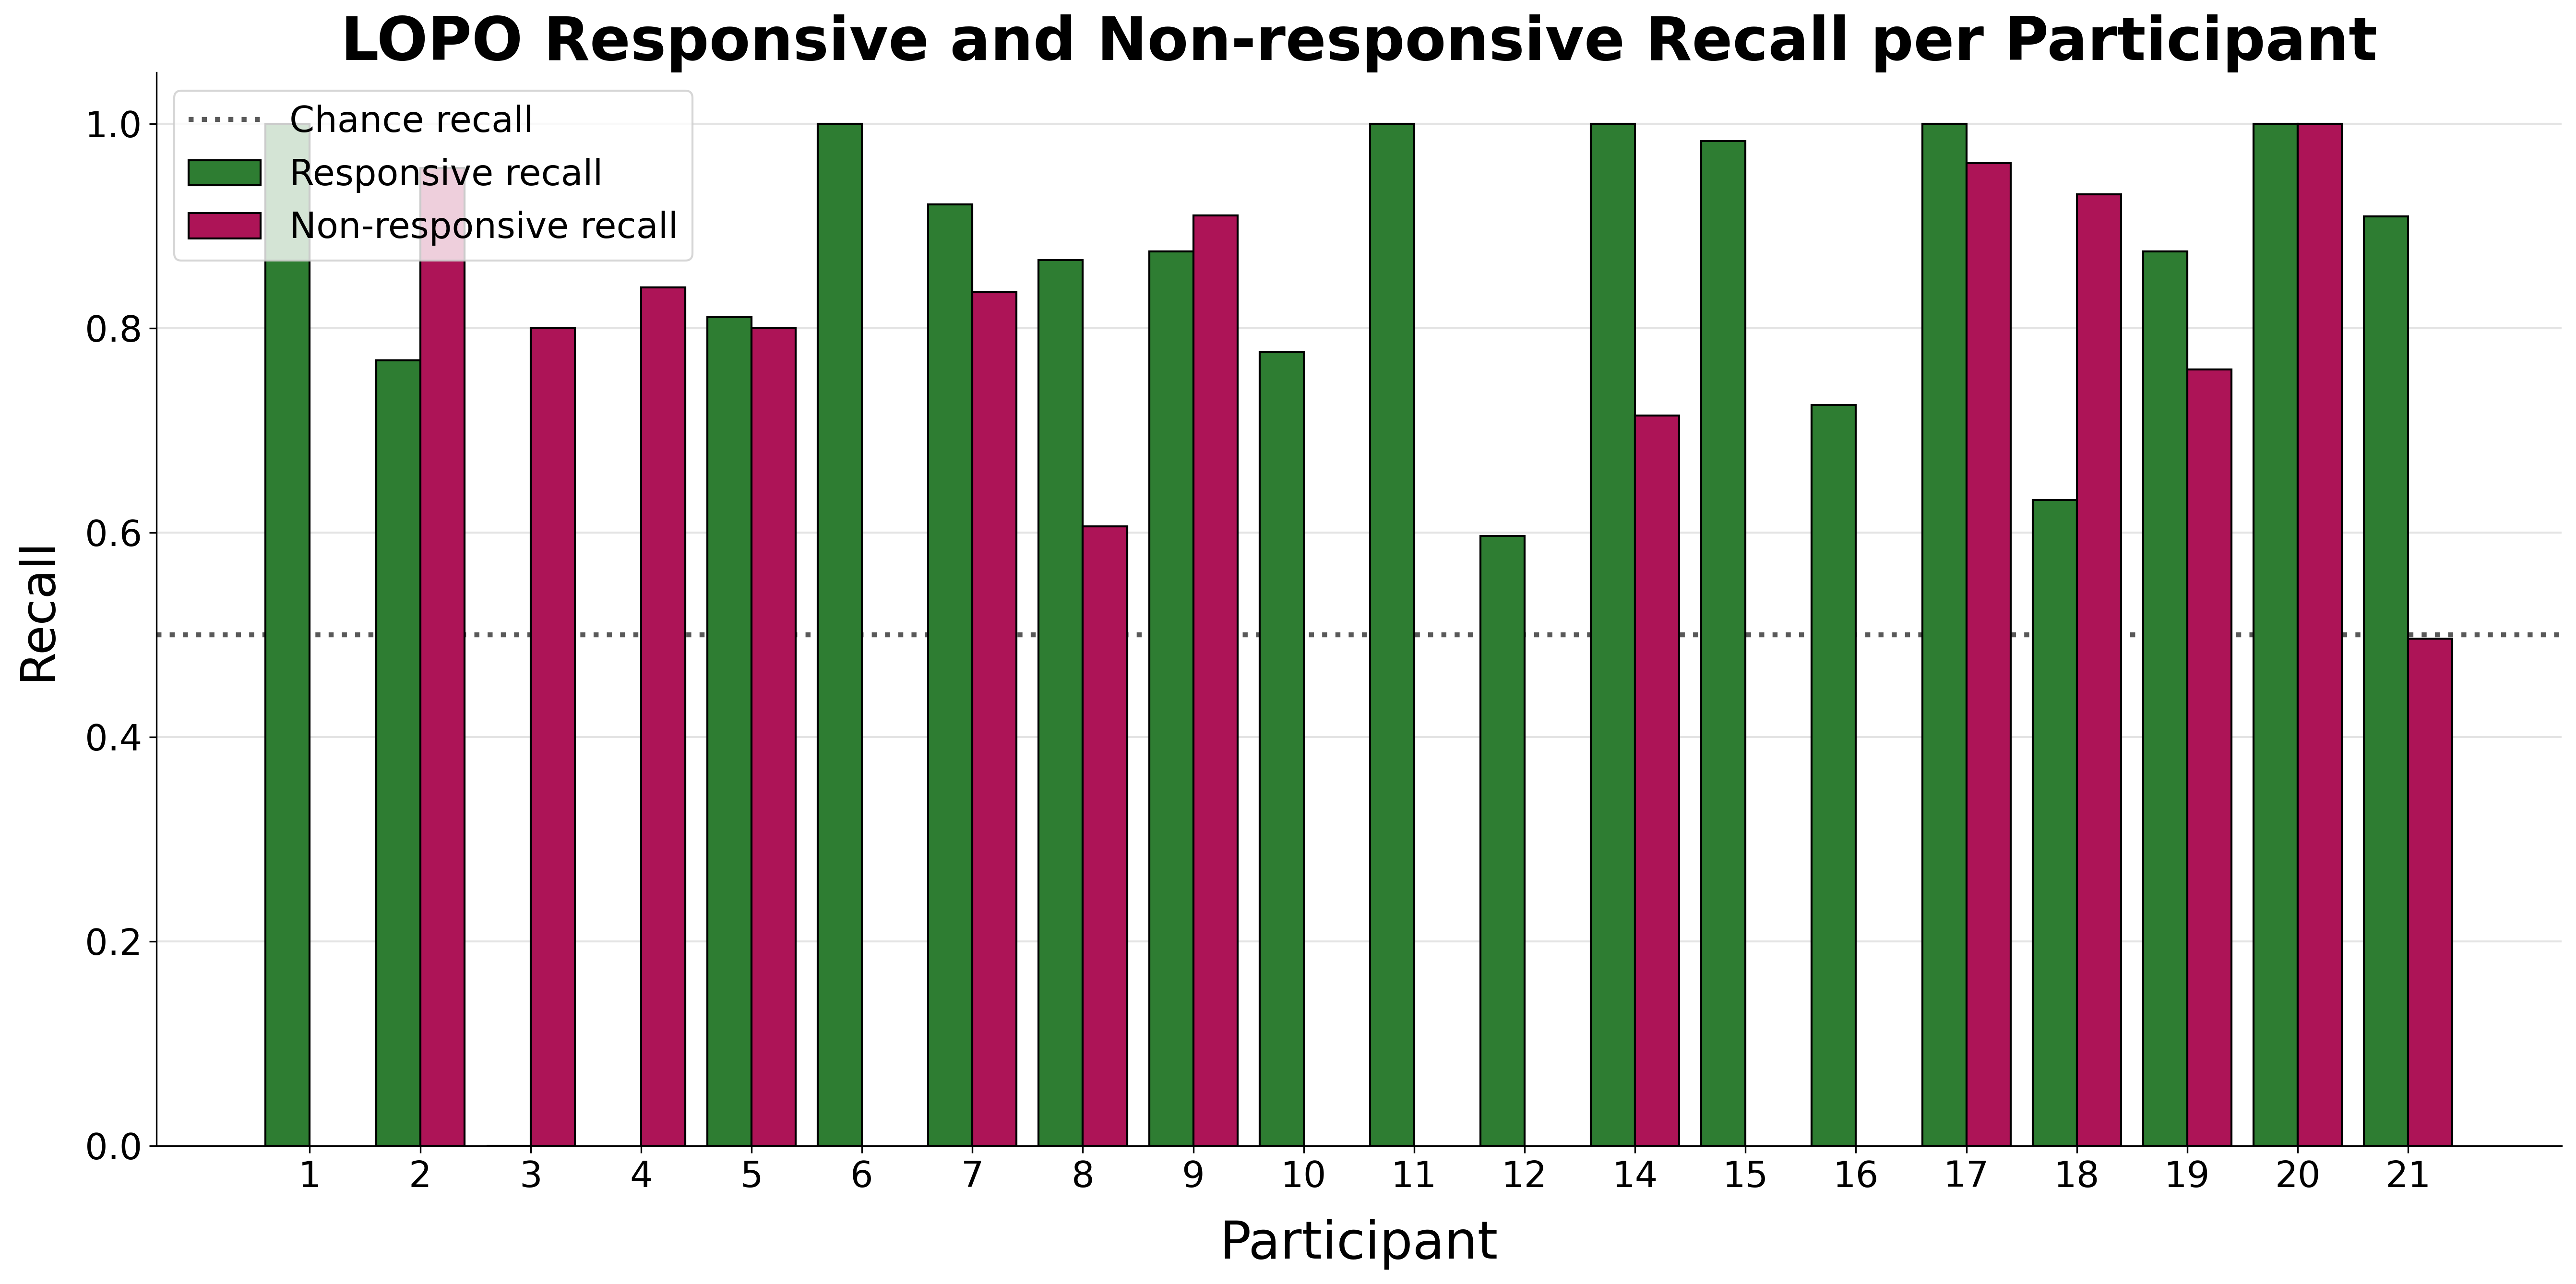 LOPO Responsive and Non-responsive Recall per Participant
Chance recall
Responsive recall
Non-responsive recall
1.0
0.8
0.6
0.4
0.2
0.0
Recall
1 2 3 4 5 6 7 8 9 10 11 12 14 15 16 17 18 19 20 21
Participant